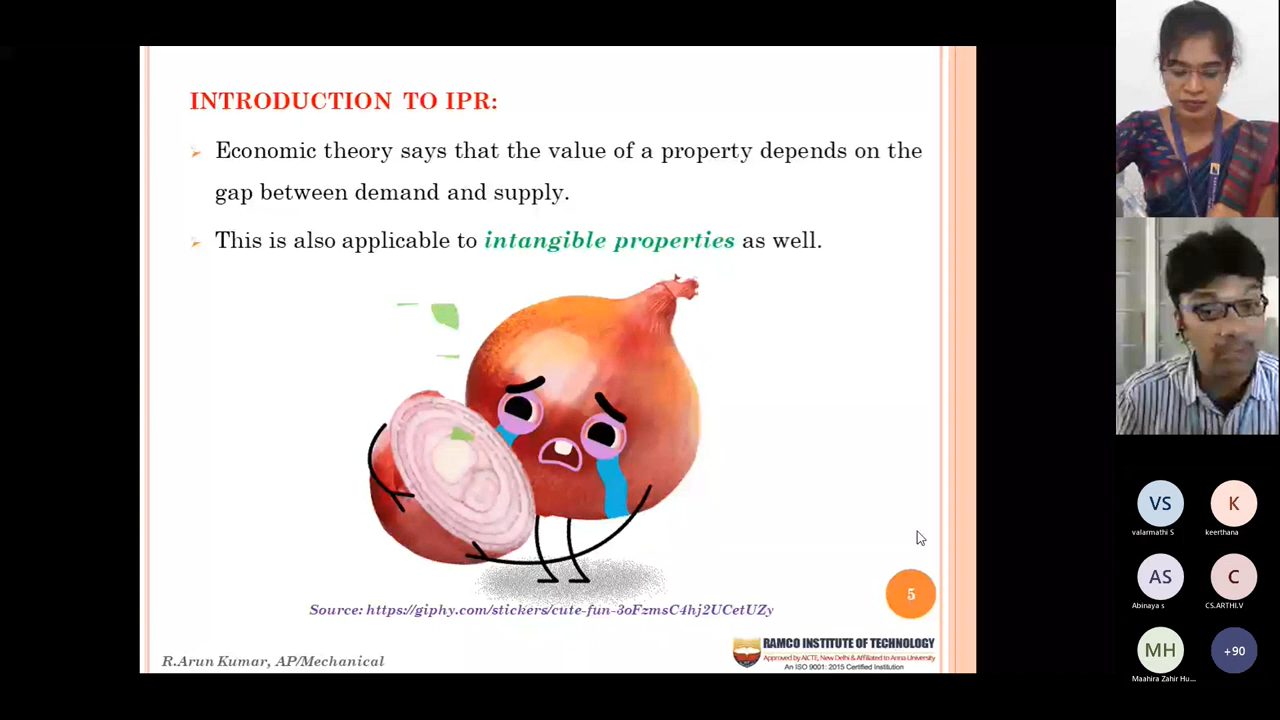 INTRODUCTION TO IPR:
Economic theory says that the value of a property depends on the
gap between demand and supply.
This is also applicable to intangible properties as well.
Source: https://giphy.com/stickers/cute-fun-3oFzmsC4hj2UCetUZy
5
R.Arun Kumar, AP/Mechanical
RAMCO INSTITUTE OF TECHNOLOGY
Approved by AICTE, New Delhi & Affiliated to Anna University
An ISO 9001: 2015 Certified Institution
VS
valarmathi S
K
keerthana
AS
Abinaya s
C
CS.ARTHI.V
MH
Maahira Zahir Hu...
+90